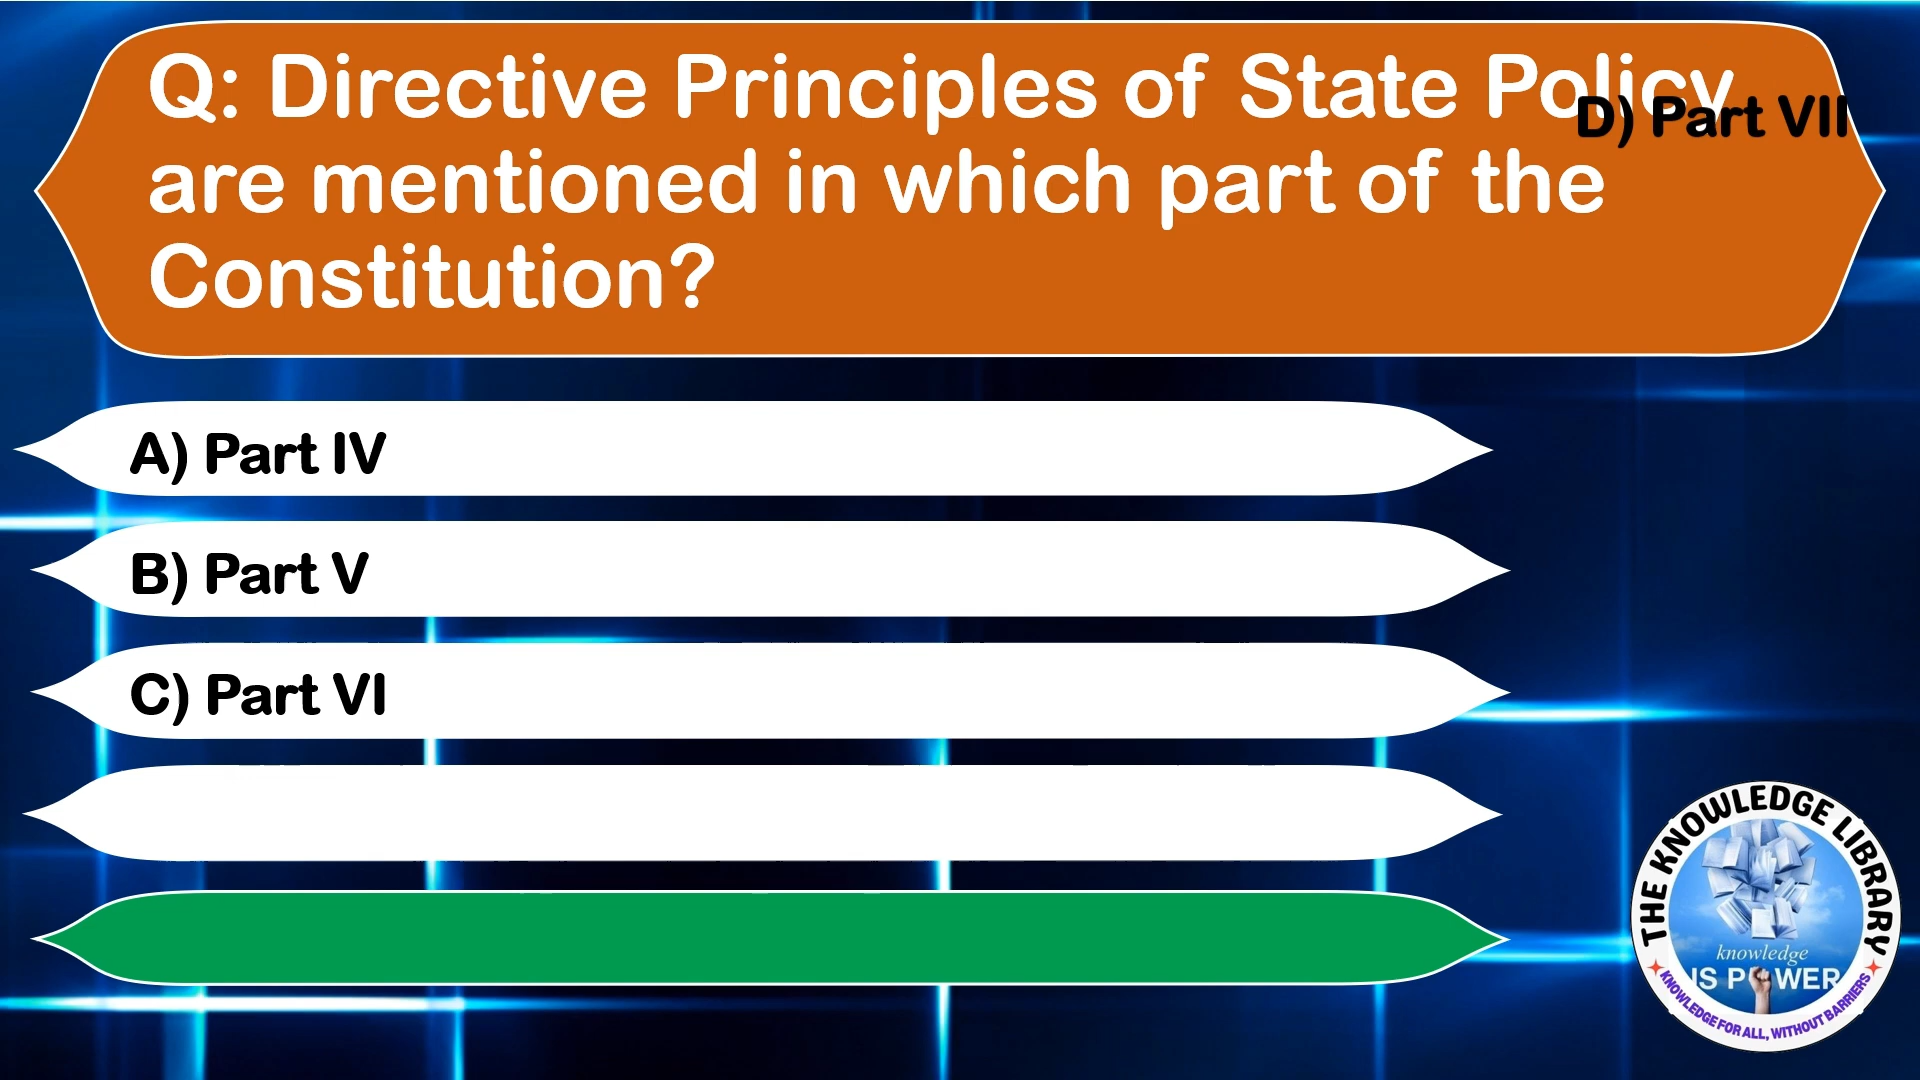 Q: Directive Principles of State Policy
are mentioned in which part of the
Constitution?
D) Part VII
A) Part IV
B) Part V
C) Part VI
THE KNOWLEDGE LIBRARY
knowledge
IS POWER
KNOWLEDGE FOR ALL, WITHOUT BARRIERS